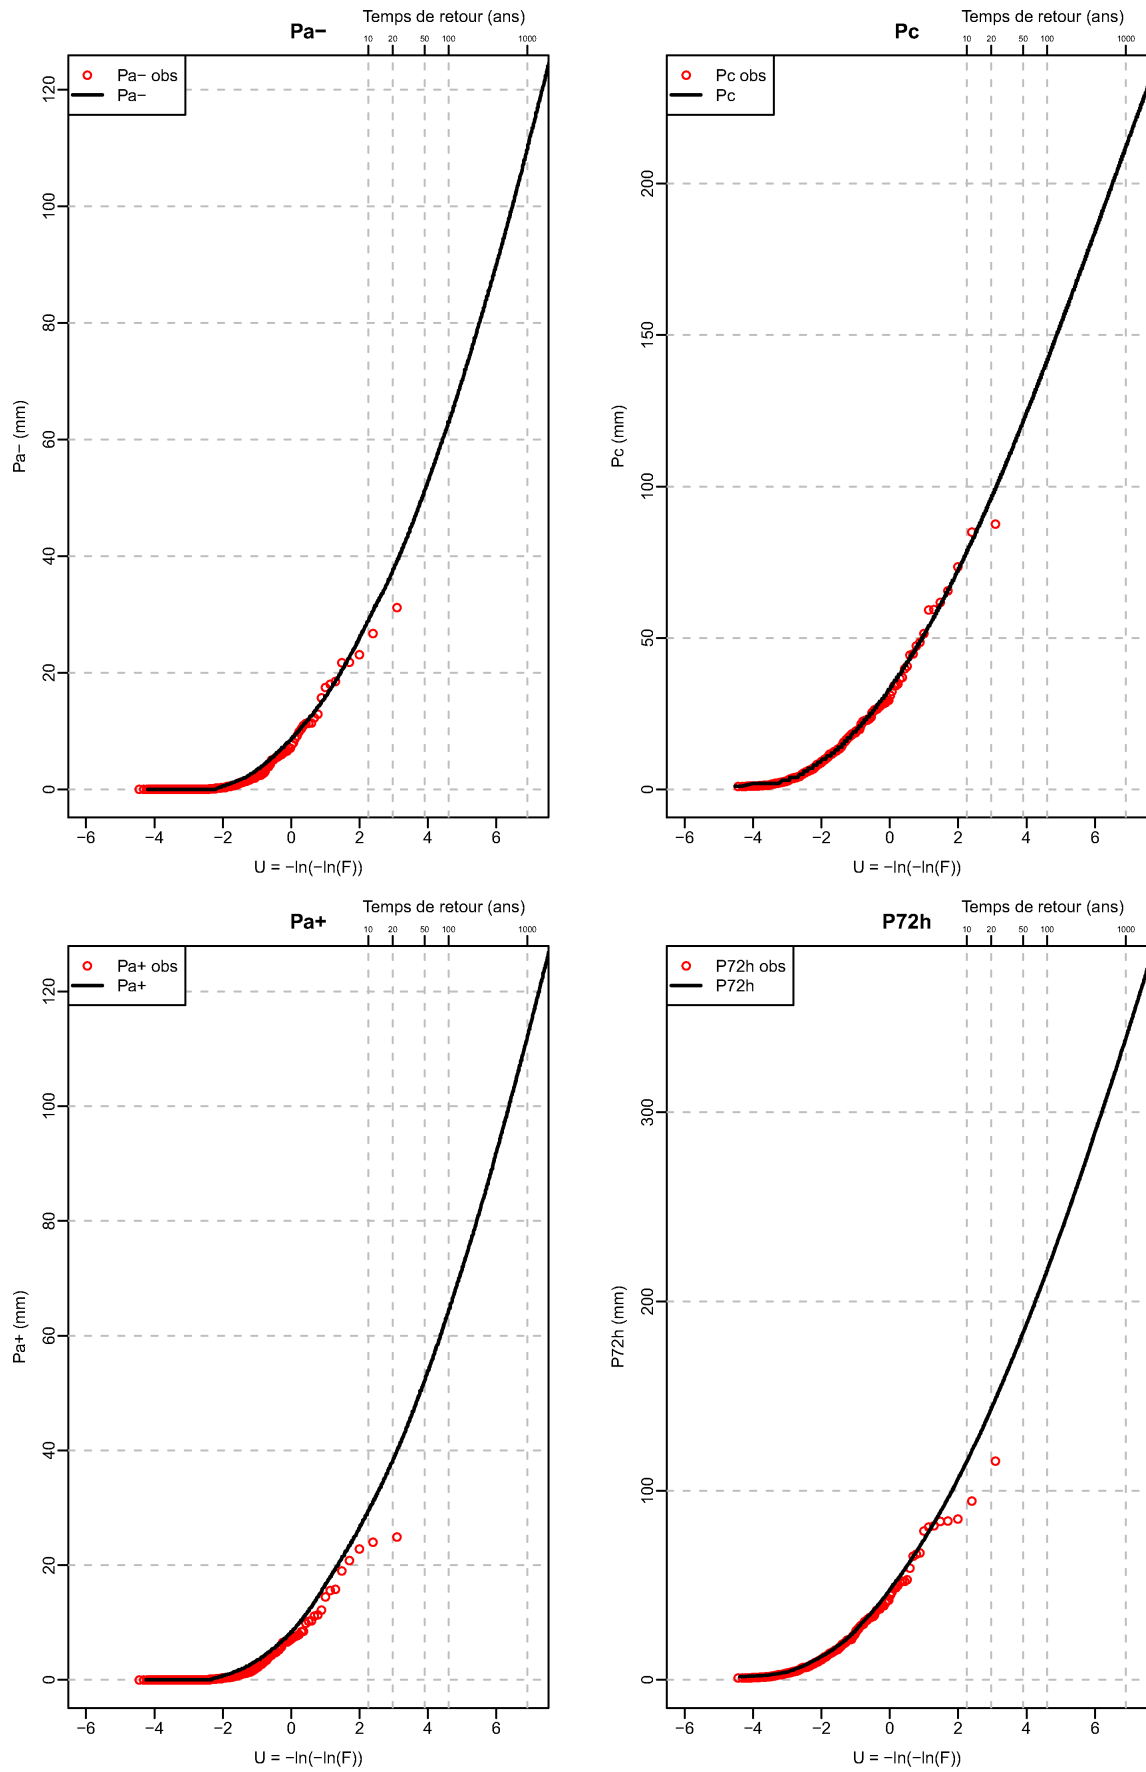 Temps de retour (ans)
Pa−
10 20 50 100 1000
Pa− obs
Pa−
Pa− (mm)
120
100
80
60
40
20
0
−6 −4 −2 0 2 4 6
U = −ln(−ln(F))
Temps de retour (ans)
Pc
10 20 50 100 1000
Pc obs
Pc
Pc (mm)
200
150
100
50
0
−6 −4 −2 0 2 4 6
U = −ln(−ln(F))
Temps de retour (ans)
Pa+
10 20 50 100 1000
Pa+ obs
Pa+
Pa+ (mm)
120
100
80
60
40
20
0
−6 −4 −2 0 2 4 6
U = −ln(−ln(F))
Temps de retour (ans)
P72h
10 20 50 100 1000
P72h obs
P72h
P72h (mm)
300
200
100
0
−6 −4 −2 0 2 4 6
U = −ln(−ln(F))